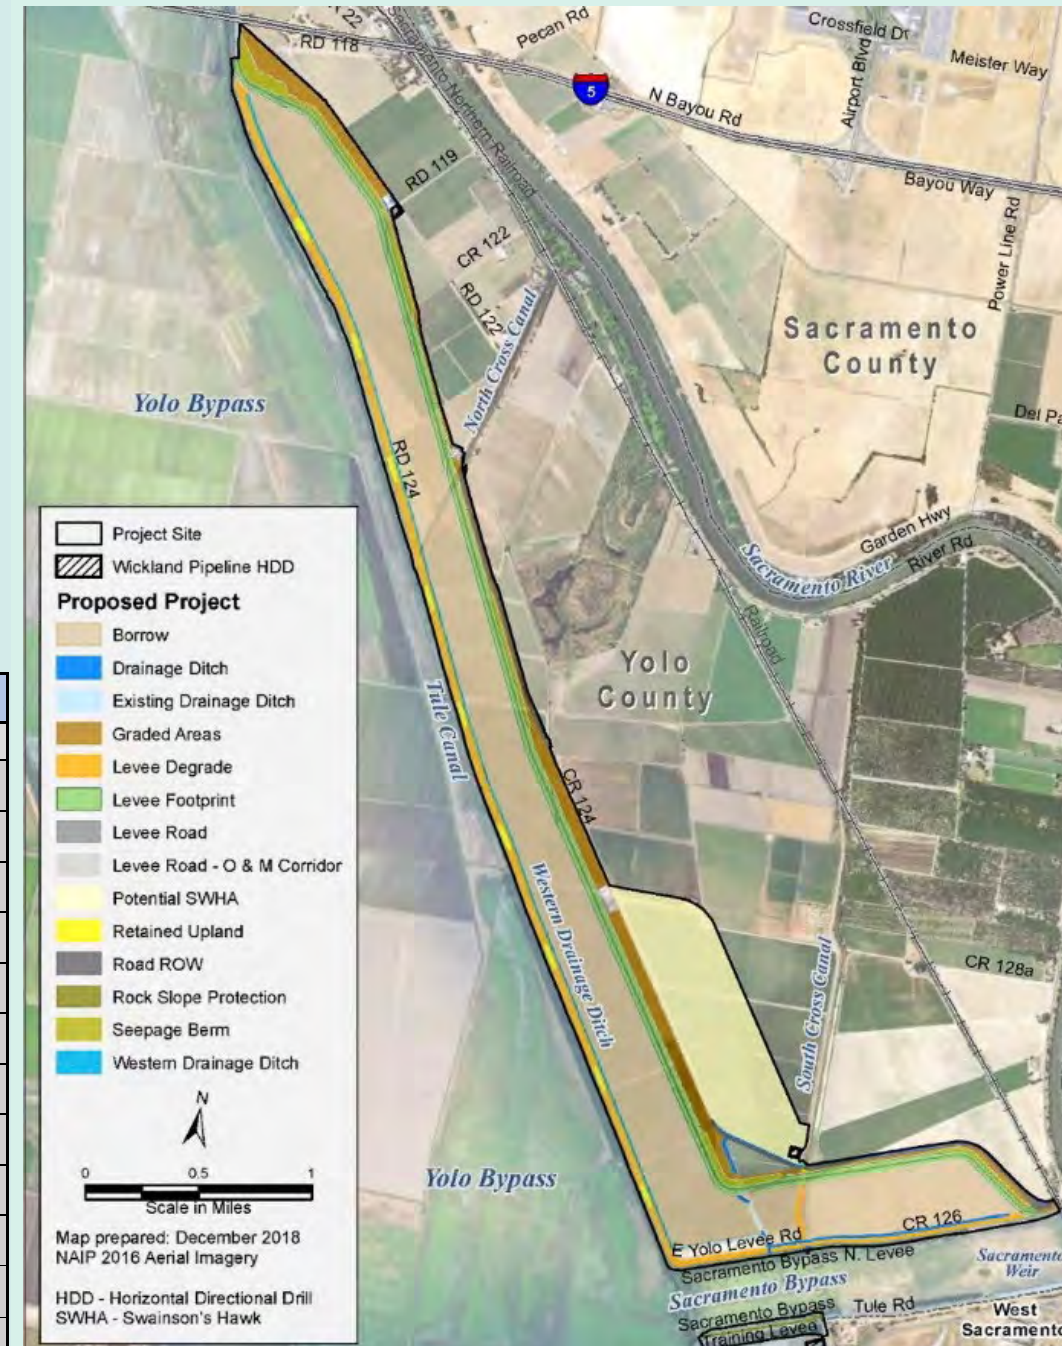 R 22
RD 118
Sacramento Northern Railroad
Pecan Rd
Crossfield Dr
Airport Blvd
Meister Way
5
N Bayou Rd
Bayou Way
Power Line Rd
RD 119
CR 122
RD 122
North Cross Canal
Sacramento
County
Del Pa
Yolo Bypass
RD 124
Garden Hwy
River Rd
Sacramento River
Railroad
Yolo
County
Tule Canal
CR 124
Western Drainage Ditch
South Cross Canal
CR 128a
Yolo Bypass
CR 126
E Yolo Levee Rd
Sacramento Bypass N. Levee
Sacramento Bypass
Sacramento
Weir
Sacramento Bypass
Training Levee
Tule Rd
West
Sacramento
Project Site
Wickland Pipeline HDD
Proposed Project
Borrow
Drainage Ditch
Existing Drainage Ditch
Graded Areas
Levee Degrade
Levee Footprint
Levee Road
Levee Road - O & M Corridor
Potential SWHA
Retained Upland
Road ROW
Rock Slope Protection
Seepage Berm
Western Drainage Ditch
N
0 0.5 1
Scale in Miles
Map prepared: December 2018
NAIP 2016 Aerial Imagery
HDD - Horizontal Directional Drill
SWHA - Swainson's Hawk